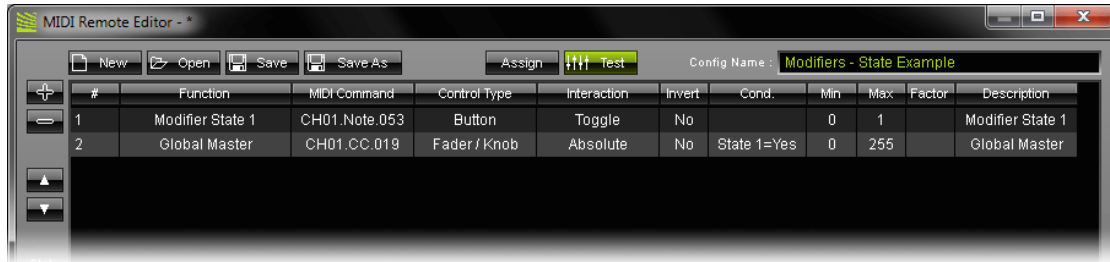 MIDI Remote Editor - *
New Open Save Save As Assign Test Config Name : Modifiers - State Example
# Function MIDI Command Control Type Interaction Invert Cond. Min Max Factor Description
1 Modifier State 1 CH01.Note.053 Button Toggle No 0 1 Modifier State 1
2 Global Master CH01.CC.019 Fader / Knob Absolute No State 1=Yes 0 255 Global Master